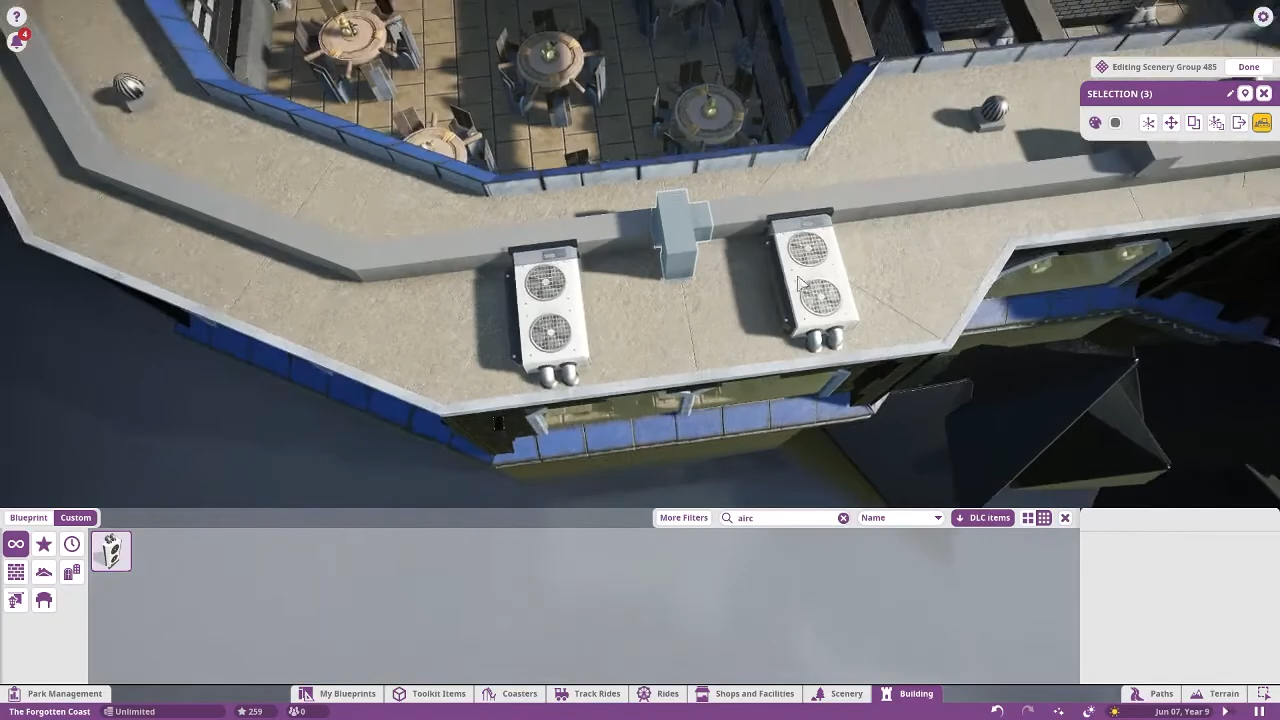 ?
4
Editing Scenery Group 485 Done
SELECTION (3)
Blueprint Custom More Filters airc Name DLC items
Park Management My Blueprints Toolkit Items Coasters Track Rides Rides Shops and Facilities Scenery Building Paths Terrain
The Forgotten Coast Unlimited 259 0 Jun 07, Year 9